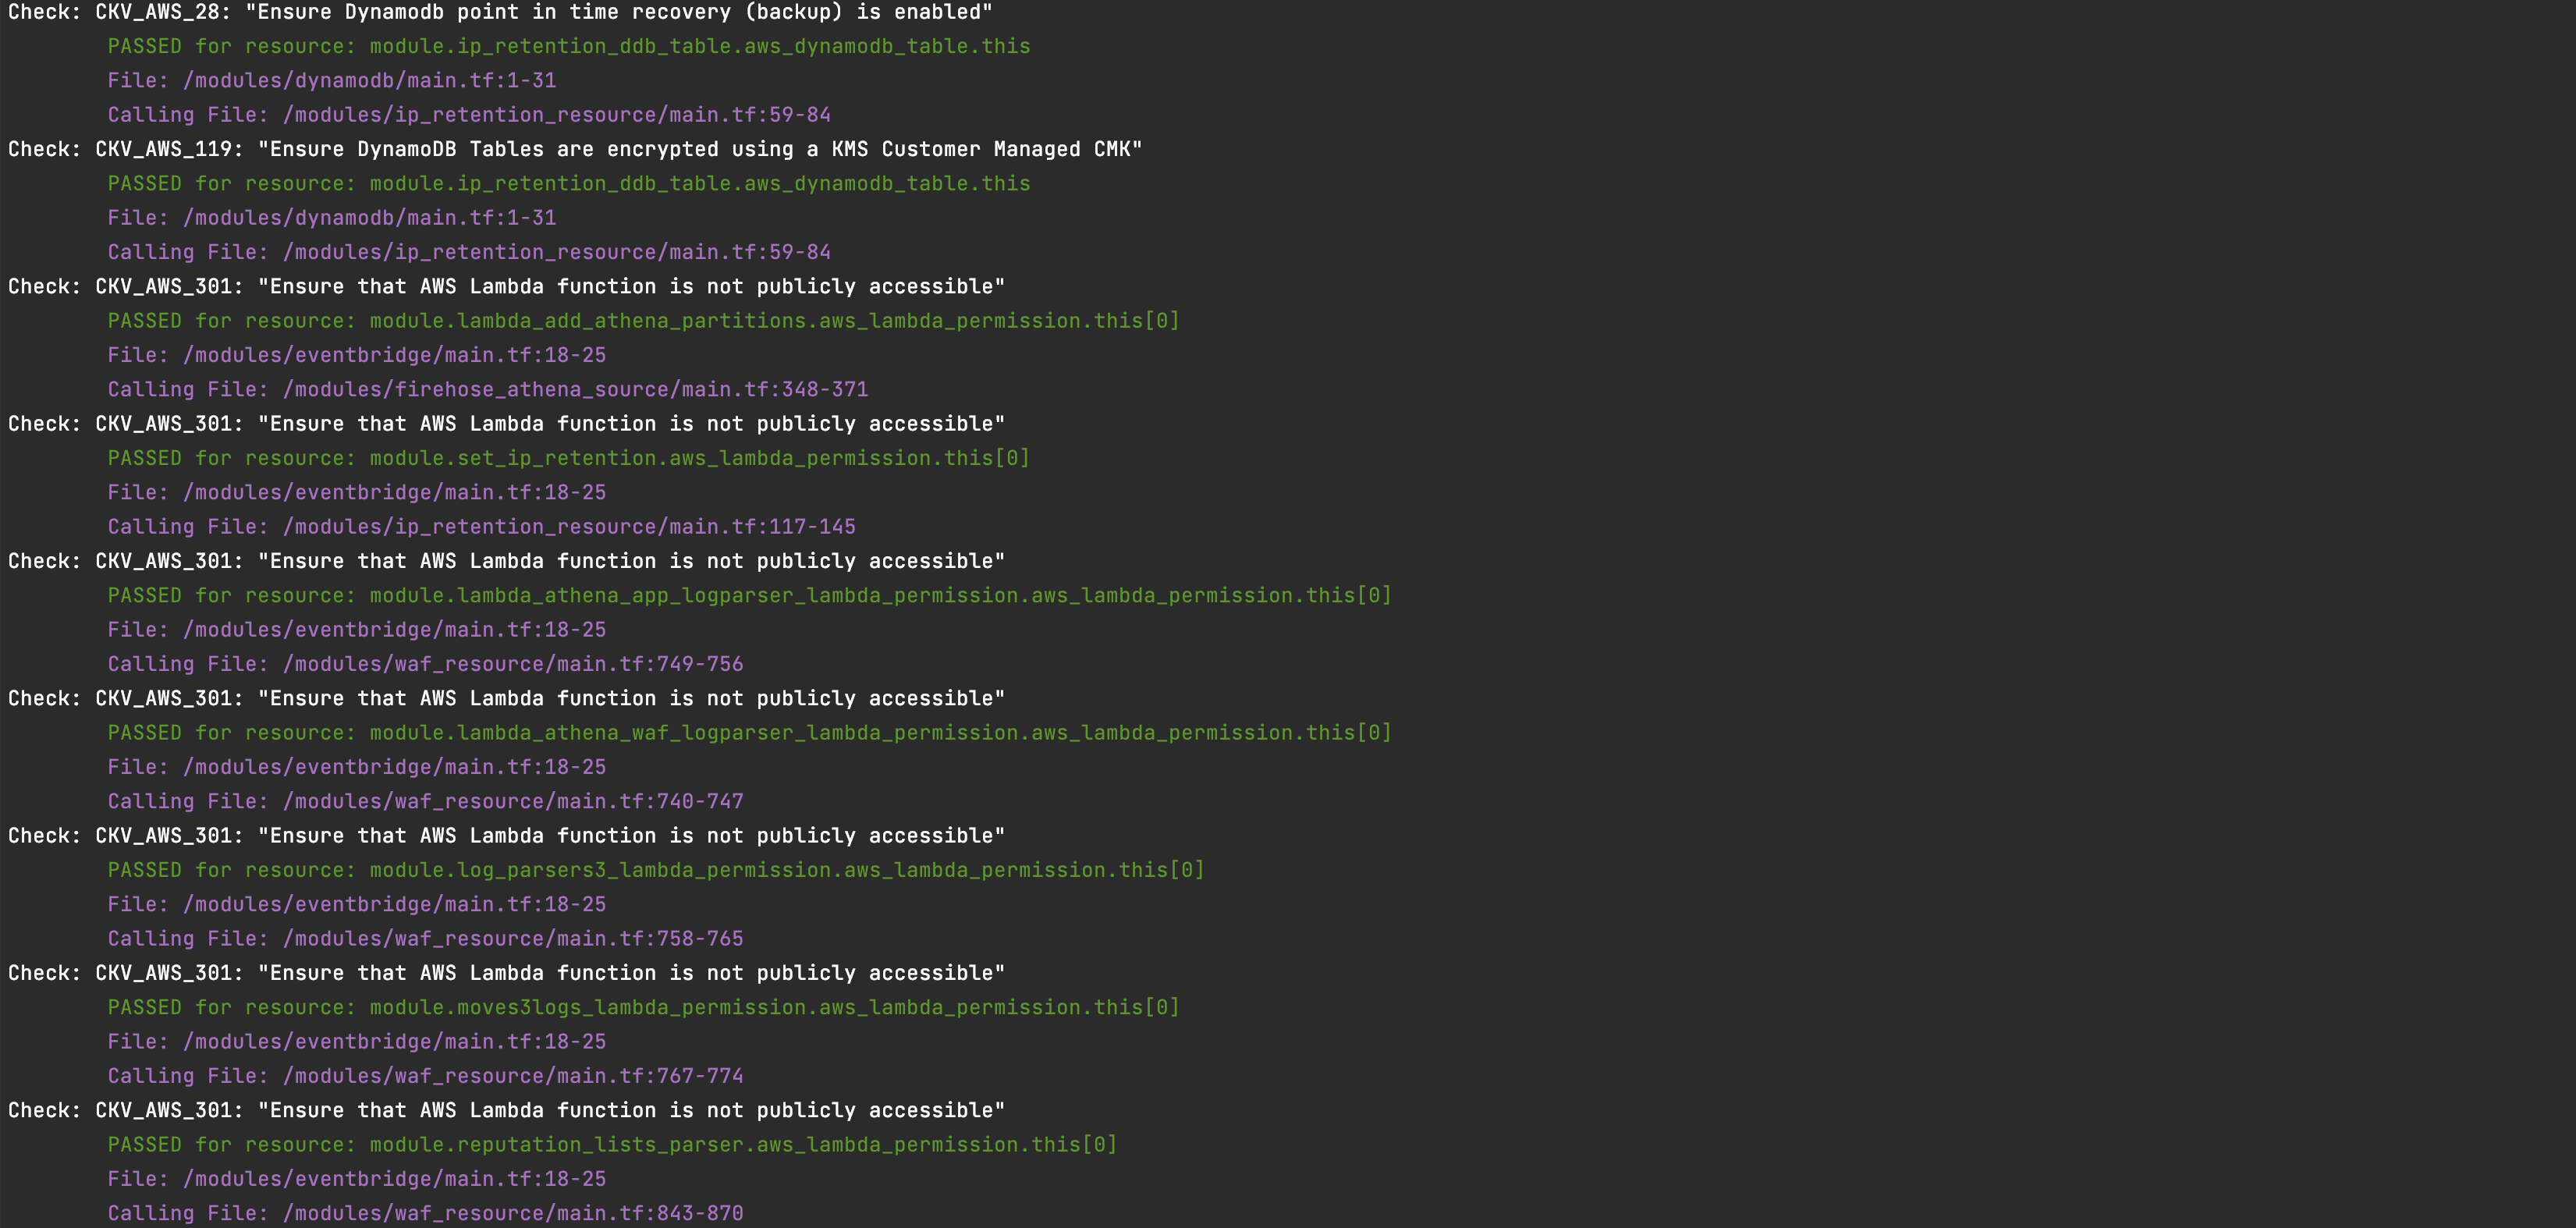 Check: CKV_AWS_28: "Ensure Dynamodb point in time recovery (backup) is enabled"
PASSED for resource: module.ip_retention_ddb_table.aws_dynamodb_table.this
File: /modules/dynamodb/main.tf:1-31
Calling File: /modules/ip_retention_resource/main.tf:59-84
Check: CKV_AWS_119: "Ensure DynamoDB Tables are encrypted using a KMS Customer Managed CMK"
PASSED for resource: module.ip_retention_ddb_table.aws_dynamodb_table.this
File: /modules/dynamodb/main.tf:1-31
Calling File: /modules/ip_retention_resource/main.tf:59-84
Check: CKV_AWS_301: "Ensure that AWS Lambda function is not publicly accessible"
PASSED for resource: module.lambda_add_athena_partitions.aws_lambda_permission.this[0]
File: /modules/eventbridge/main.tf:18-25
Calling File: /modules/firehose_athena_source/main.tf:348-371
Check: CKV_AWS_301: "Ensure that AWS Lambda function is not publicly accessible"
PASSED for resource: module.set_ip_retention.aws_lambda_permission.this[0]
File: /modules/eventbridge/main.tf:18-25
Calling File: /modules/ip_retention_resource/main.tf:117-145
Check: CKV_AWS_301: "Ensure that AWS Lambda function is not publicly accessible"
PASSED for resource: module.lambda_athena_app_logparser_lambda_permission.aws_lambda_permission.this[0]
File: /modules/eventbridge/main.tf:18-25
Calling File: /modules/waf_resource/main.tf:749-756
Check: CKV_AWS_301: "Ensure that AWS Lambda function is not publicly accessible"
PASSED for resource: module.lambda_athena_waf_logparser_lambda_permission.aws_lambda_permission.this[0]
File: /modules/eventbridge/main.tf:18-25
Calling File: /modules/waf_resource/main.tf:740-747
Check: CKV_AWS_301: "Ensure that AWS Lambda function is not publicly accessible"
PASSED for resource: module.log_parsers3_lambda_permission.aws_lambda_permission.this[0]
File: /modules/eventbridge/main.tf:18-25
Calling File: /modules/waf_resource/main.tf:758-765
Check: CKV_AWS_301: "Ensure that AWS Lambda function is not publicly accessible"
PASSED for resource: module.moves3logs_lambda_permission.aws_lambda_permission.this[0]
File: /modules/eventbridge/main.tf:18-25
Calling File: /modules/waf_resource/main.tf:767-774
Check: CKV_AWS_301: "Ensure that AWS Lambda function is not publicly accessible"
PASSED for resource: module.reputation_lists_parser.aws_lambda_permission.this[0]
File: /modules/eventbridge/main.tf:18-25
Calling File: /modules/waf_resource/main.tf:843-870